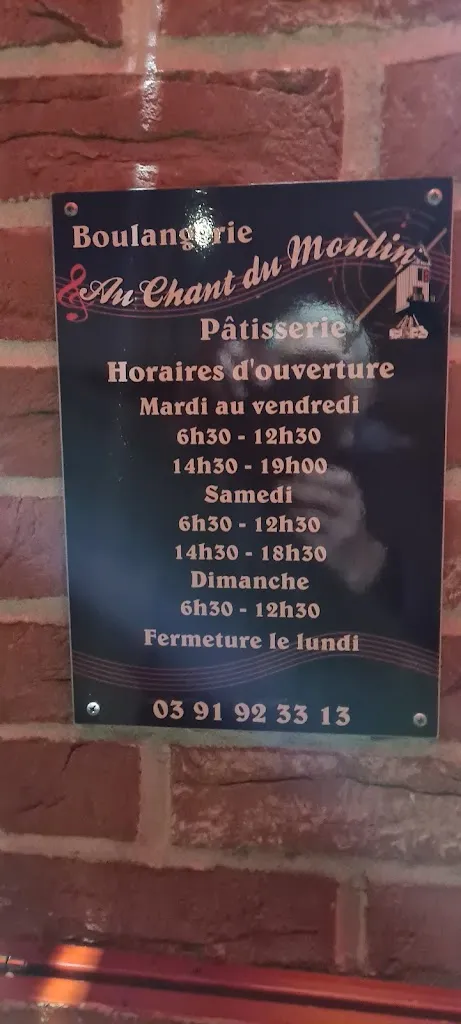 Boulangerie
Au Chant du Moulin
Pâtisserie
Horaires d'ouverture
Mardi au vendredi
6h30 - 12h30
14h30 - 19h00
Samedi
6h30 - 12h30
14h30 - 18h30
Dimanche
6h30 - 12h30
Fermeture le lundi
03 91 92 33 13